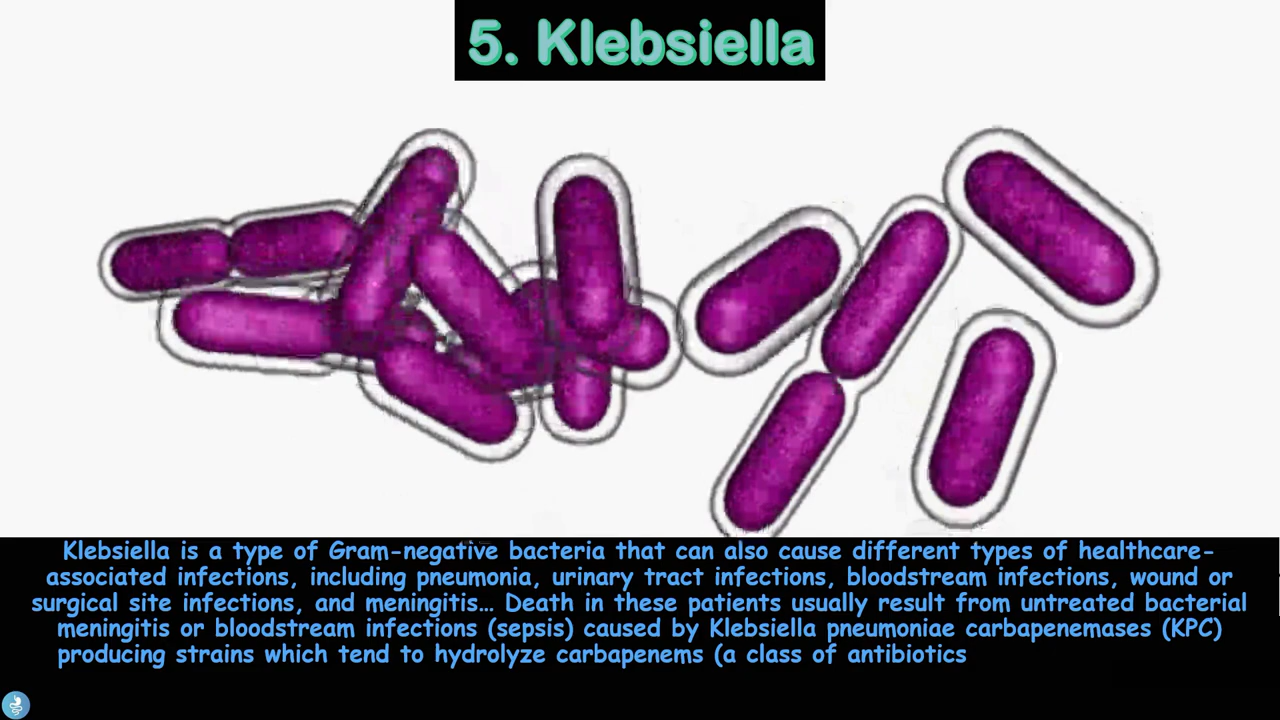 5. Klebsiella
Klebsiella is a type of Gram-negative bacteria that can also cause different types of healthcare-
associated infections, including pneumonia, urinary tract infections, bloodstream infections, wound or
surgical site infections, and meningitis... Death in these patients usually result from untreated bacterial
meningitis or bloodstream infections (sepsis) caused by Klebsiella pneumoniae carbapenemases (KPC)
producing strains which tend to hydrolyze carbapenems (a class of antibiotics